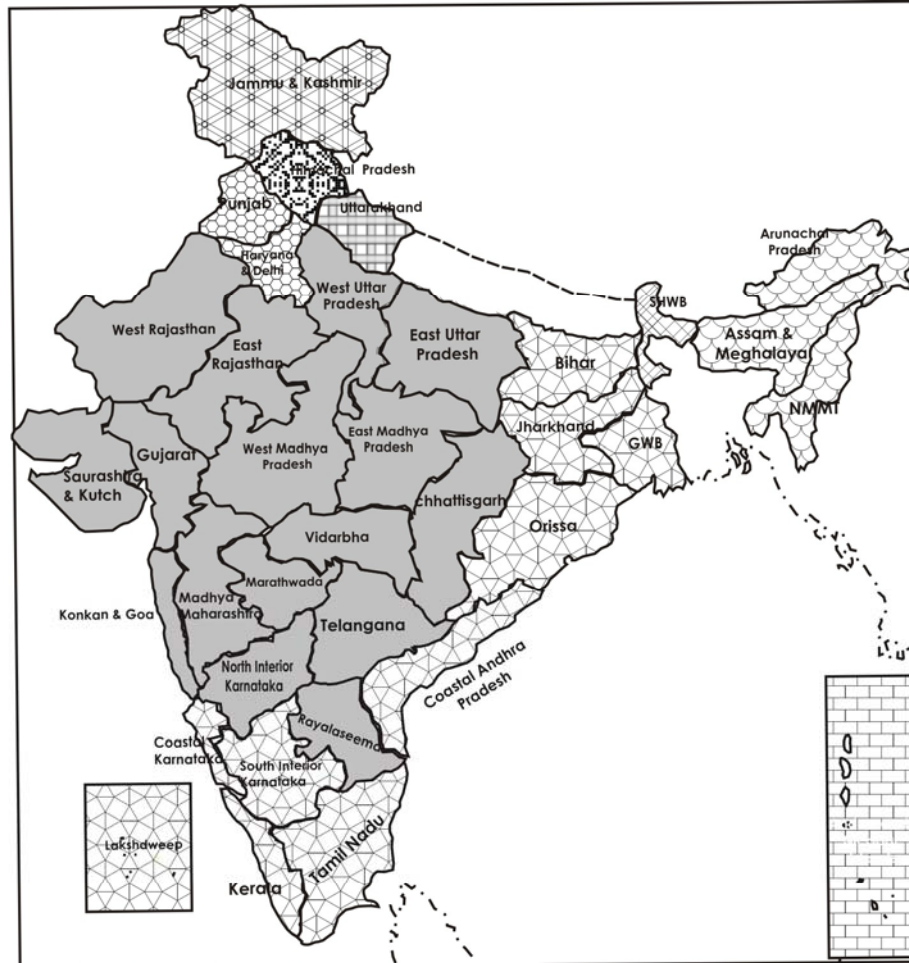 Jammu & Kashmir
Himachal Pradesh
Punjab
Uttarakhand
Haryana
& Delhi
Arunachal
Pradesh
West Uttar
Pradesh
SHWB
West Rajasthan
East
Rajasthan
East Uttar
Pradesh
Bihar
Assam &
Meghalaya
NMMT
Jharkhand
GWB
East Madhya
Pradesh
West Madhya
Pradesh
Gujarat
Saurashtra
& Kutch
Chhattisgarh
Orissa
Vidarbha
Marathwada
Madhya
Maharashtra
Konkan & Goa
Telangana
North Interior
Karnataka
Coastal Andhra
Pradesh
Rayalaseema
Coastal
Karnataka
South Interior
Karnataka
Lakshdweep
Tamil Nadu
Kerala